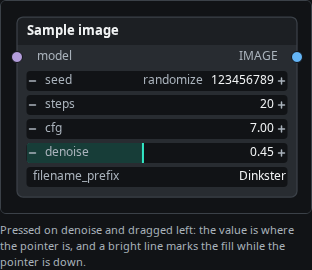 Sample image
model IMAGE
− seed randomize 123456789 +
− steps 20 +
− cfg 7.00 +
− denoise 0.45 +
filename_prefix Dinkster
Pressed on denoise and dragged left: the value is where
the pointer is, and a bright line marks the fill while the
pointer is down.